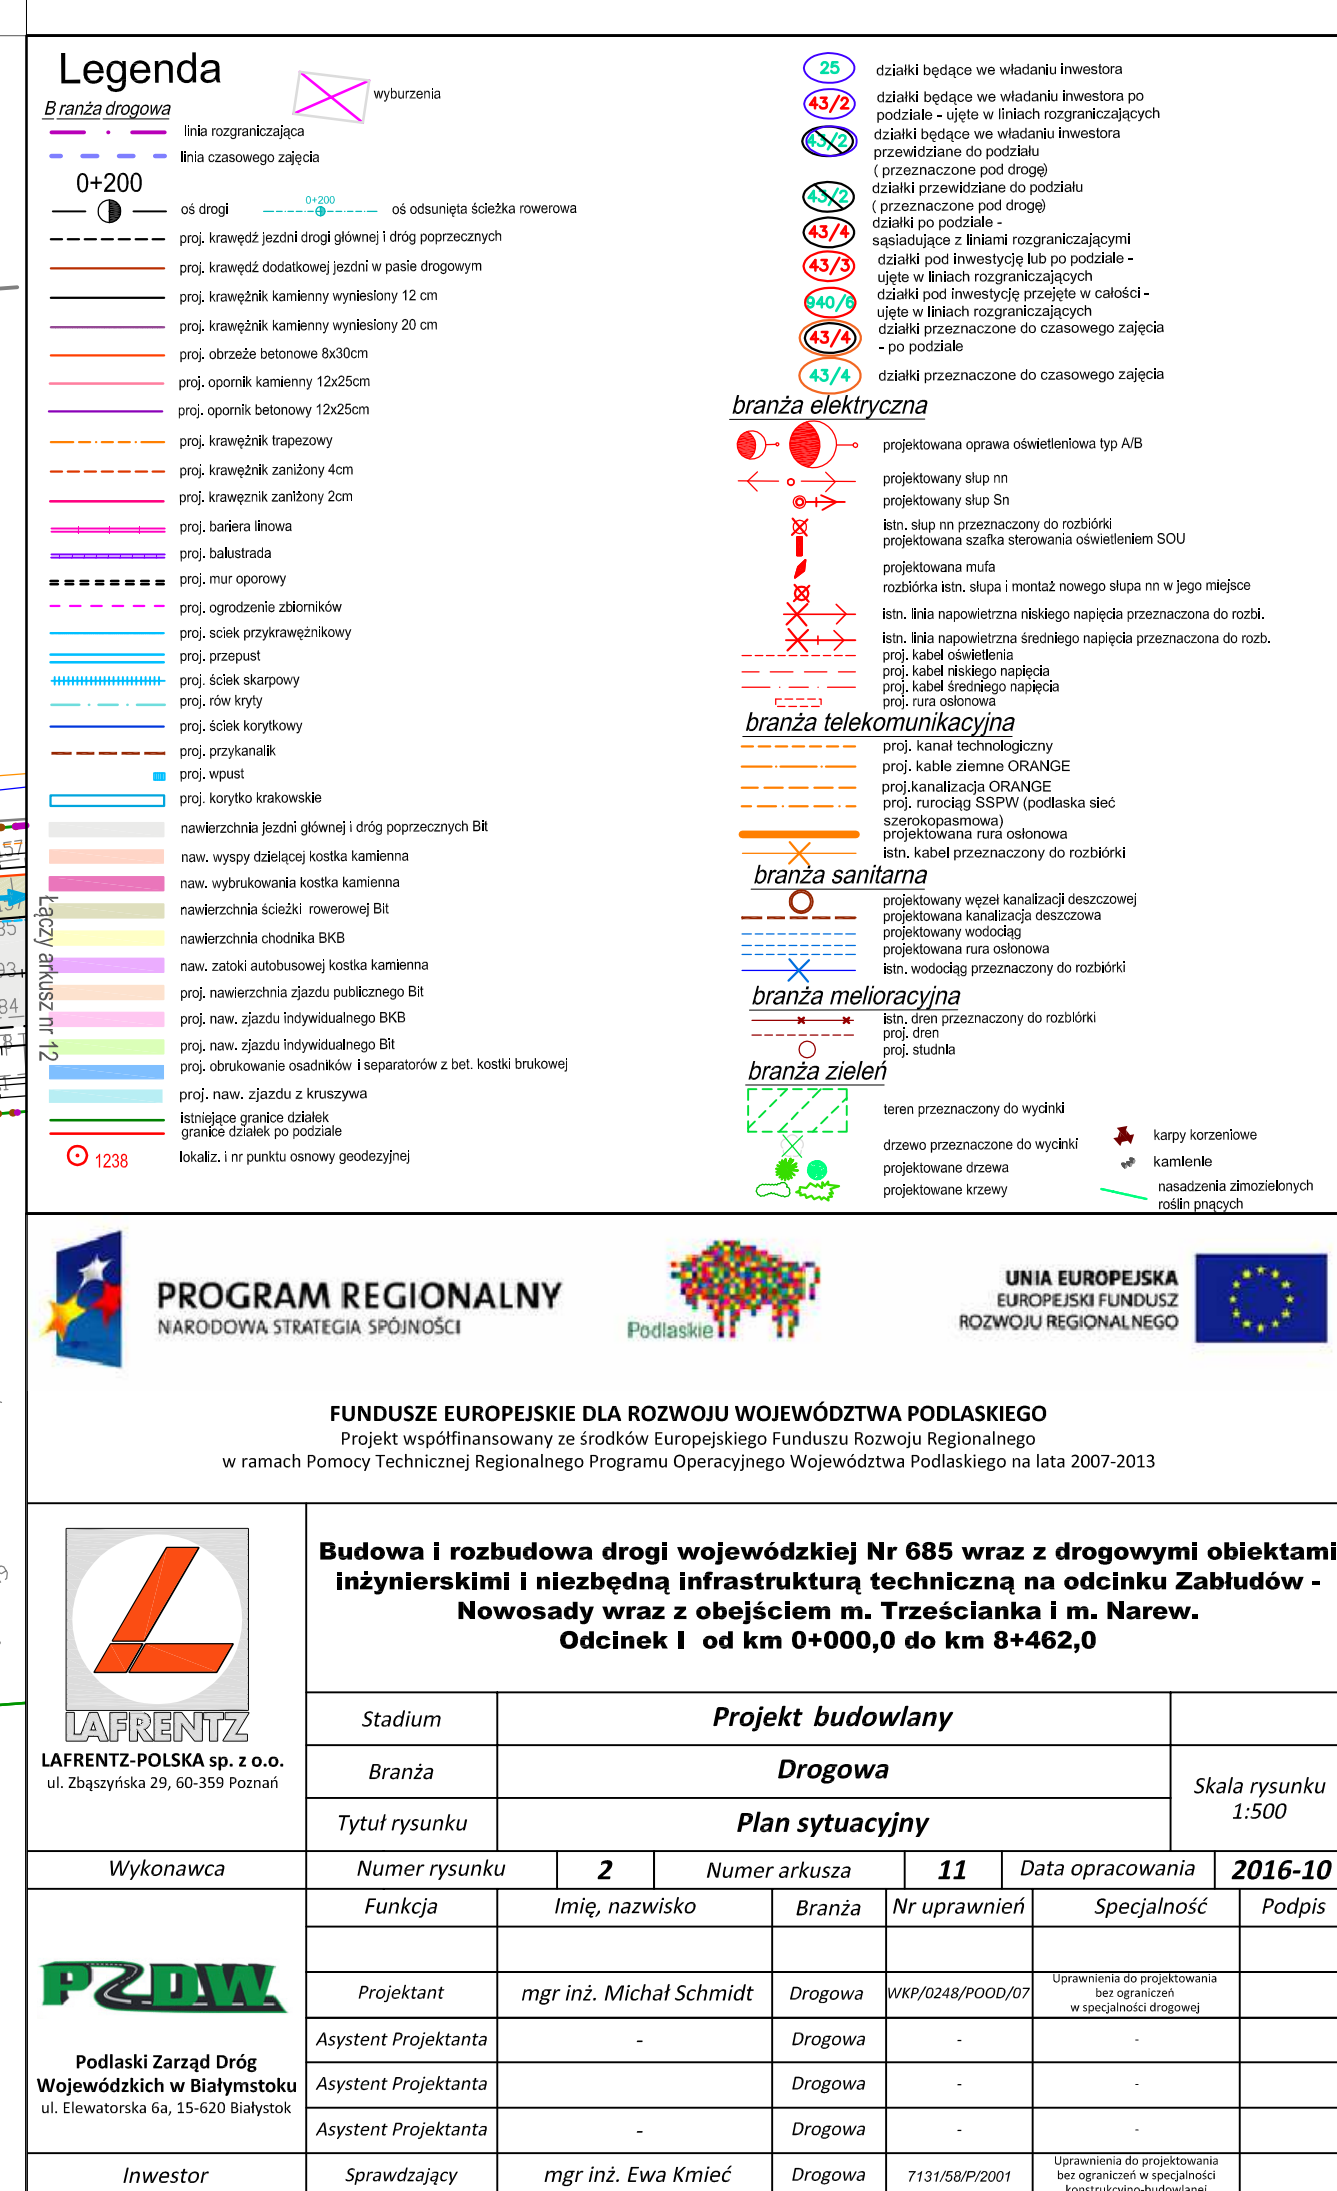 Legenda
Branża drogowa
wyburzenia
linia rozgraniczająca
linia czasowego zajęcia
0+200
oś drogi
0+200
oś odsunięta ścieżka rowerowa
proj. krawędź jezdni drogi głównej i dróg poprzecznych
proj. krawędź dodatkowej jezdni w pasie drogowym
proj. krawężnik kamienny wyniesiony 12 cm
proj. krawężnik kamienny wyniesiony 20 cm
proj. obrzeże betonowe 8x30cm
proj. opornik kamienny 12x25cm
proj. opornik betonowy 12x25cm
proj. krawężnik trapezowy
proj. krawężnik zaniżony 4cm
proj. krawęznik zaniżony 2cm
proj. bariera linowa
proj. balustrada
proj. mur oporowy
proj. ogrodzenie zbiorników
proj. sciek przykrawężnikowy
proj. przepust
proj. ściek skarpowy
proj. rów kryty
proj. ściek korytkowy
proj. przykanalik
proj. wpust
proj. korytko krakowskie
nawierzchnia jezdni głównej i dróg poprzecznych Bit
naw. wyspy dzielącej kostka kamienna
naw. wybrukowania kostka kamienna
nawierzchnia ścieżki rowerowej Bit
nawierzchnia chodnika BKB
naw. zatoki autobusowej kostka kamienna
proj. nawierzchnia zjazdu publicznego Bit
proj. naw. zjazdu indywidualnego BKB
proj. naw. zjazdu indywidualnego Bit
proj. obrukowanie osadników i separatorów z bet. kostki brukowej
proj. naw. zjazdu z kruszywa
istniejące granice działek
granice działek po podziale
1238
lokaliz. i nr punktu osnowy geodezyjnej
Łączy arkusz nr 12
25
działki będące we władaniu inwestora
43/2
działki będące we władaniu inwestora po
podziale - ujęte w liniach rozgraniczających
43/2
działki będące we władaniu inwestora
przewidziane do podziału
( przeznaczone pod drogę)
43/2
działki przewidziane do podziału
( przeznaczone pod drogę)
43/4
działki po podziale -
sąsiadujące z liniami rozgraniczającymi
43/3
działki pod inwestycję lub po podziale -
ujęte w liniach rozgraniczających
940/6
działki pod inwestycję przejęte w całości -
ujęte w liniach rozgraniczających
43/4
działki przeznaczone do czasowego zajęcia
- po podziale
43/4
działki przeznaczone do czasowego zajęcia
branża elektryczna
projektowana oprawa oświetleniowa typ A/B
projektowany słup nn
projektowany słup Sn
istn. słup nn przeznaczony do rozbiórki
projektowana szafka sterowania oświetleniem SOU
projektowana mufa
rozbiórka istn. słupa i montaż nowego słupa nn w jego miejsce
istn. linia napowietrzna niskiego napięcia przeznaczona do rozbi.
istn. linia napowietrzna średniego napięcia przeznaczona do rozb.
proj. kabel oświetlenia
proj. kabel niskiego napięcia
proj. kabel średniego napięcia
proj. rura osłonowa
branża telekomunikacyjna
proj. kanał technologiczny
proj. kable ziemne ORANGE
proj.kanalizacja ORANGE
proj. rurociąg SSPW (podlaska sieć
szerokopasmowa)
projektowana rura osłonowa
istn. kabel przeznaczony do rozbiórki
branża sanitarna
projektowany węzeł kanalizacji deszczowej
projektowana kanalizacja deszczowa
projektowany wodociąg
projektowana rura osłonowa
istn. wodociąg przeznaczony do rozbiórki
branża melioracyjna
istn. dren przeznaczony do rozbIórki
proj. dren
proj. studnIa
branża zieleń
teren przeznaczony do wycinki
drzewo przeznaczone do wycinki
projektowane drzewa
projektowane krzewy
karpy korzeniowe
kamIenIe
nasadzenia zimozielonych
roślin pnących
PROGRAM REGIONALNY
NARODOWA STRATEGIA SPÓJNOŚCI
Podlaskie
UNIA EUROPEJSKA
EUROPEJSKI FUNDUSZ
ROZWOJU REGIONALNEGO
FUNDUSZE EUROPEJSKIE DLA ROZWOJU WOJEWÓDZTWA PODLASKIEGO
Projekt współfinansowany ze środków Europejskiego Funduszu Rozwoju Regionalnego
w ramach Pomocy Technicznej Regionalnego Programu Operacyjnego Województwa Podlaskiego na lata 2007-2013
LAFRENTZ
LAFRENTZ-POLSKA sp. z o.o.
ul. Zbąszyńska 29, 60-359 Poznań
Budowa i rozbudowa drogi wojewódzkiej Nr 685 wraz z drogowymi obiektami
inżynierskimi i niezbędną infrastrukturą techniczną na odcinku Zabłudów -
Nowosady wraz z obejściem m. Trześcianka i m. Narew.
Odcinek I od km 0+000,0 do km 8+462,0
Stadium Projekt budowlany
Branża Drogowa
Skala rysunku
1:500
Tytuł rysunku Plan sytuacyjny
Wykonawca Numer rysunku 2 Numer arkusza 11 Data opracowania 2016-10
Funkcja Imię, nazwisko Branża Nr uprawnień Specjalność Podpis
Projektant mgr inż. Michał Schmidt Drogowa WKP/0248/POOD/07
Uprawnienia do projektowania
bez ograniczeń
w specjalności drogowej
Asystent Projektanta - Drogowa - -
Asystent Projektanta Drogowa - -
Asystent Projektanta - Drogowa - -
PZDW
Podlaski Zarząd Dróg
Wojewódzkich w Białymstoku
ul. Elewatorska 6a, 15-620 Białystok
Inwestor Sprawdzający mgr inż. Ewa Kmieć Drogowa 7131/58/P/2001
Uprawnienia do projektowania
bez ograniczeń w specjalności
konstrukcyjno-budowlanej